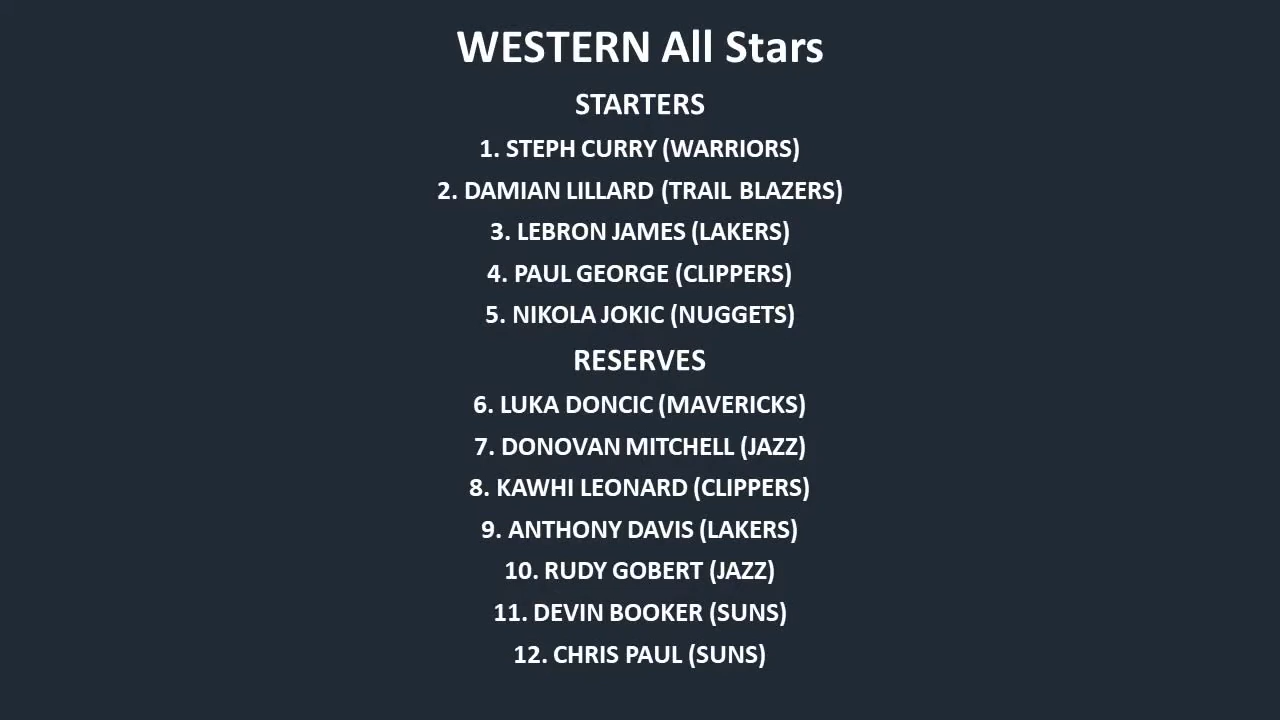 WESTERN All Stars
STARTERS
1. STEPH CURRY (WARRIORS)
2. DAMIAN LILLARD (TRAIL BLAZERS)
3. LEBRON JAMES (LAKERS)
4. PAUL GEORGE (CLIPPERS)
5. NIKOLA JOKIC (NUGGETS)
RESERVES
6. LUKA DONCIC (MAVERICKS)
7. DONOVAN MITCHELL (JAZZ)
8. KAWHI LEONARD (CLIPPERS)
9. ANTHONY DAVIS (LAKERS)
10. RUDY GOBERT (JAZZ)
11. DEVIN BOOKER (SUNS)
12. CHRIS PAUL (SUNS)